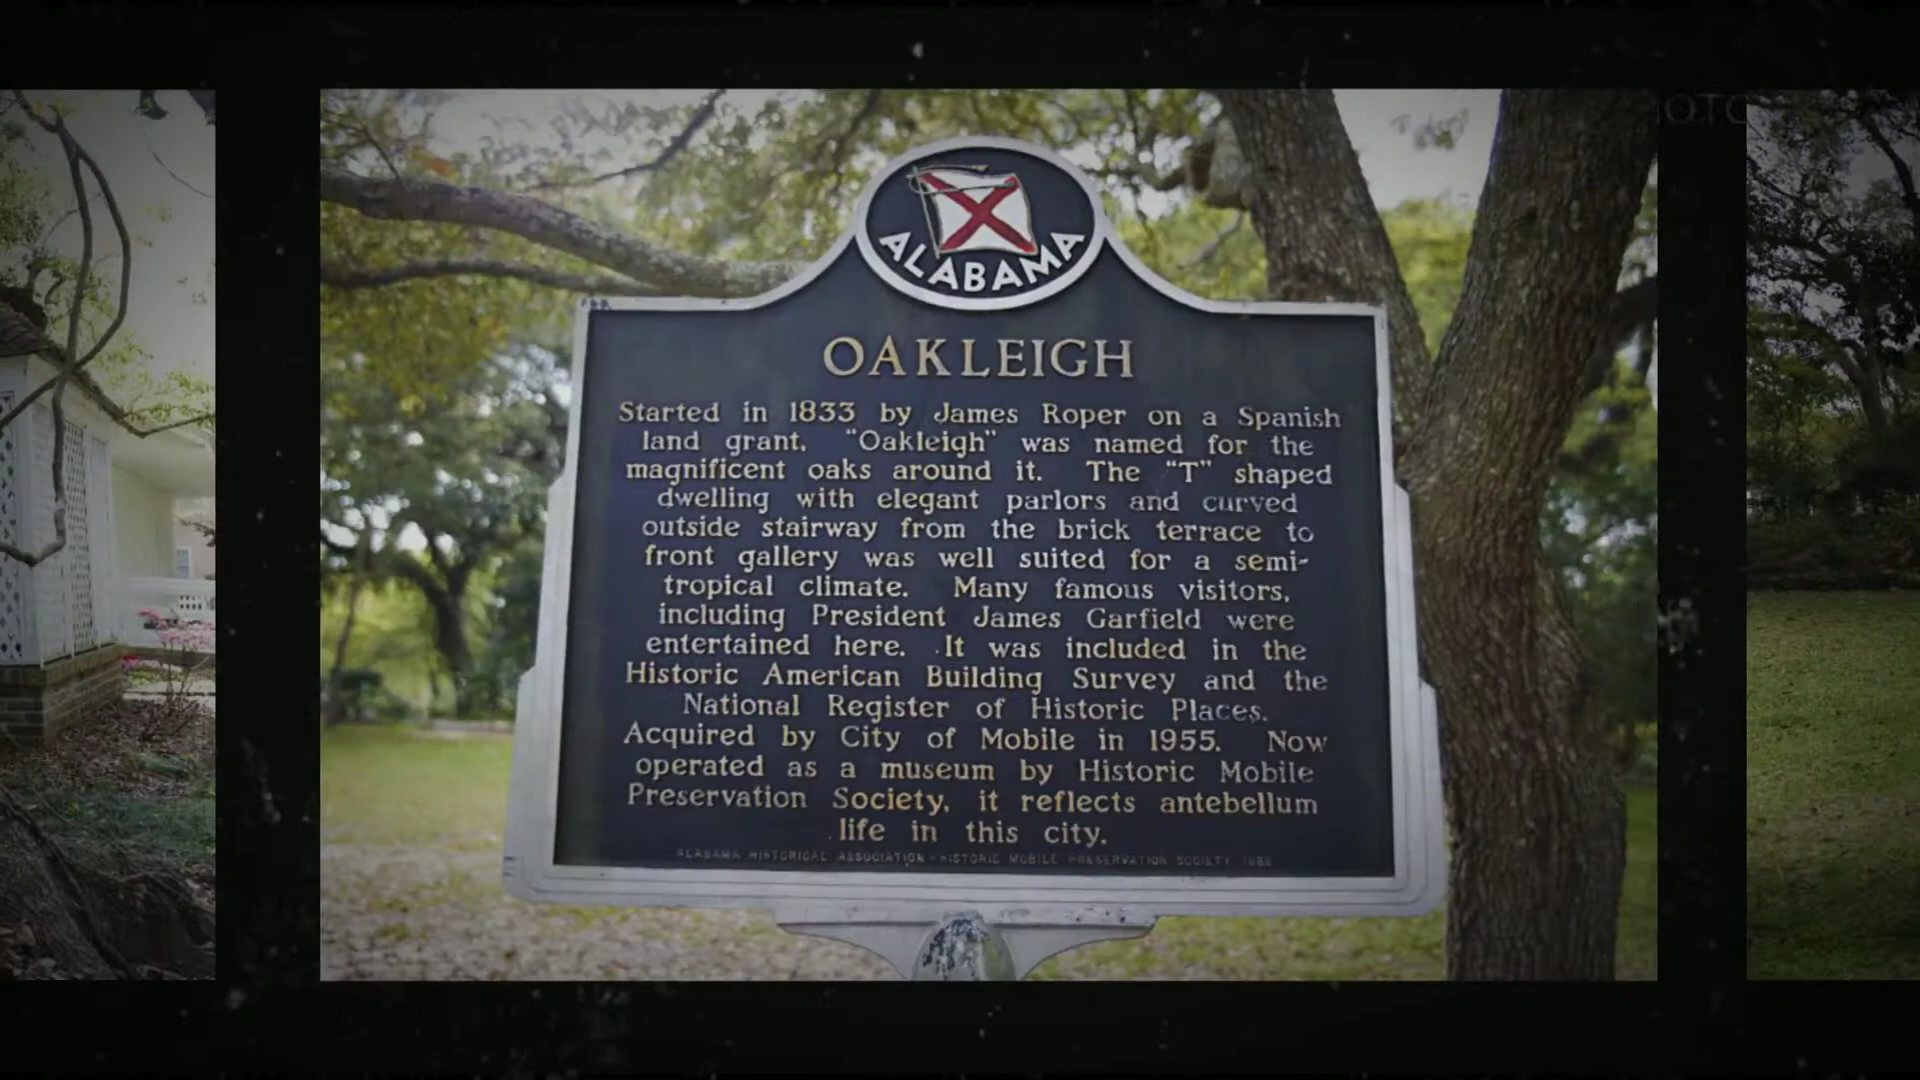 ALABAMA
OAKLEIGH
Started in 1833 by James Roper on a Spanish
land grant, "Oakleigh" was named for the
magnificent oaks around it. The "T" shaped
dwelling with elegant parlors and curved
outside stairway from the brick terrace to
front gallery was well suited for a semi-
tropical climate. Many famous visitors,
including President James Garfield were
entertained here. It was included in the
Historic American Building Survey and the
National Register of Historic Places.
Acquired by City of Mobile in 1955. Now
operated as a museum by Historic Mobile
Preservation Society, it reflects antebellum
life in this city.
ALABAMA HISTORICAL ASSOCIATION - HISTORIC MOBILE PRESERVATION SOCIETY